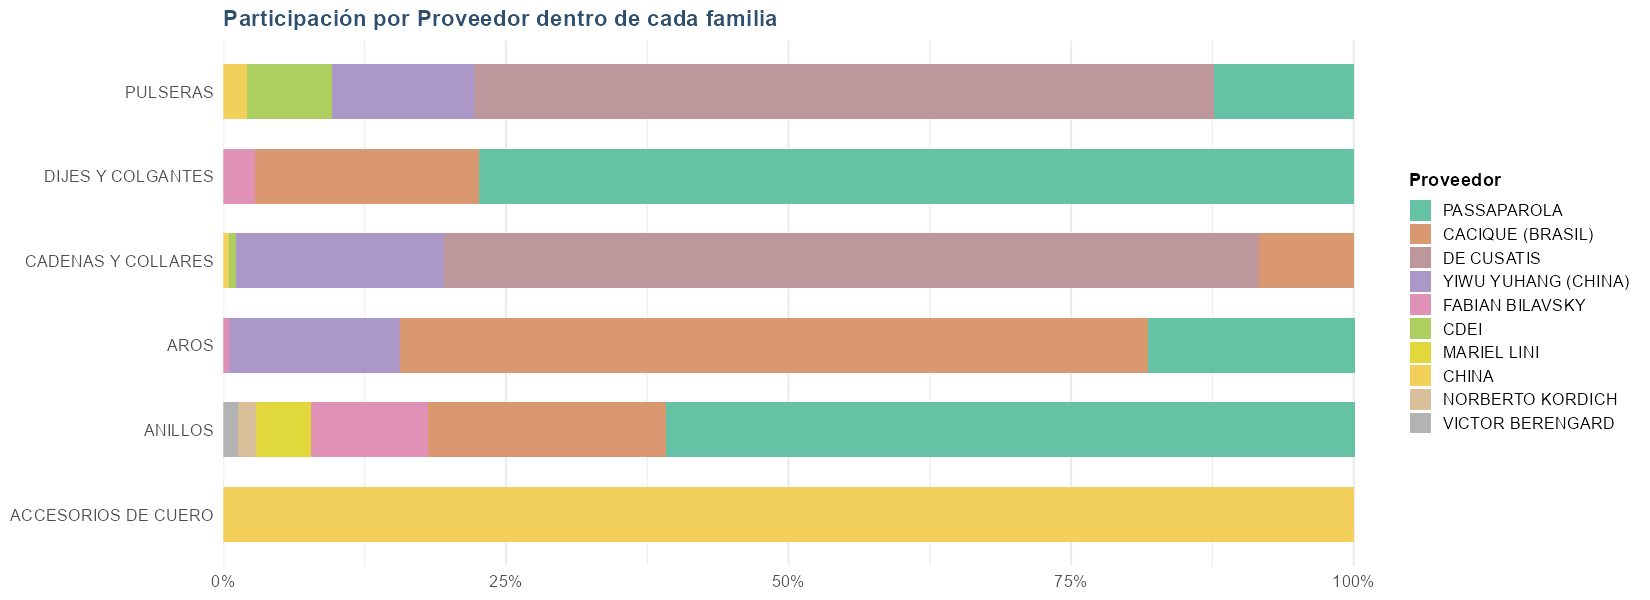 Participación por Proveedor dentro de cada familia
PULSERAS
DIJES Y COLGANTES
CADENAS Y COLLARES
AROS
ANILLOS
ACCESORIOS DE CUERO
0%
25%
50%
75%
100%
Proveedor
PASSAPAROLA
CACIQUE (BRASIL)
DE CUSATIS
YIWU YUHANG (CHINA)
FABIAN BILAVSKY
CDEI
MARIEL LINI
CHINA
NORBERTO KORDICH
VICTOR BERENGARD